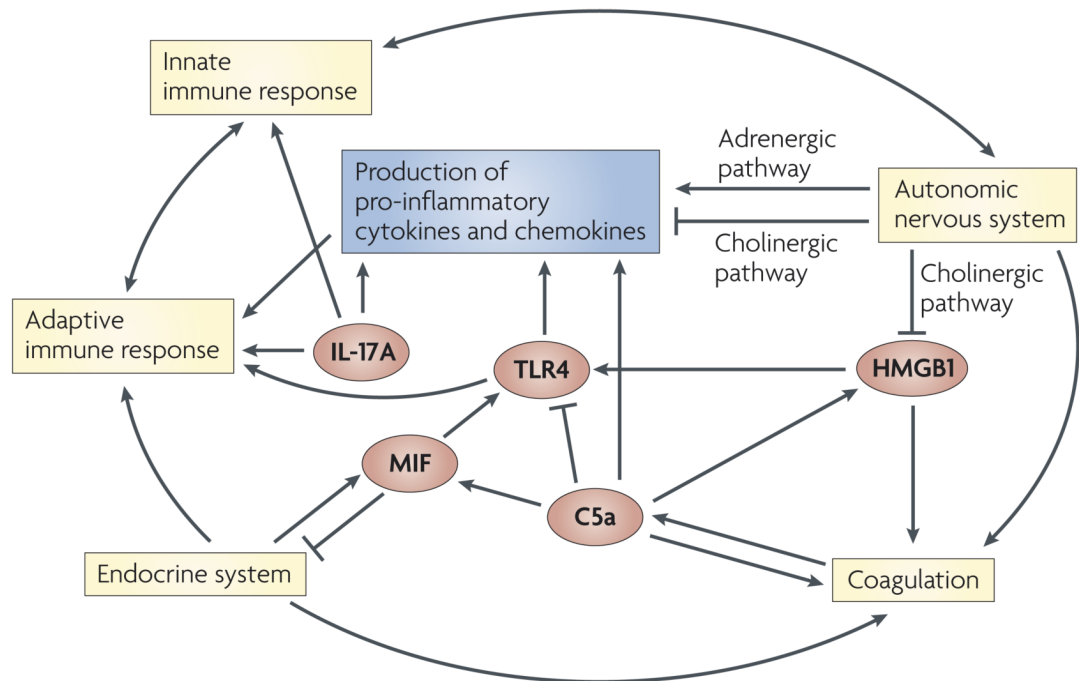 Innate
immune response
Adrenergic
pathway
Production of
pro-inflammatory
cytokines and chemokines
Autonomic
nervous system
Cholinergic
pathway
Cholinergic
pathway
Adaptive
immune response
IL-17A
TLR4
HMGB1
MIF
C5a
Endocrine system
Coagulation